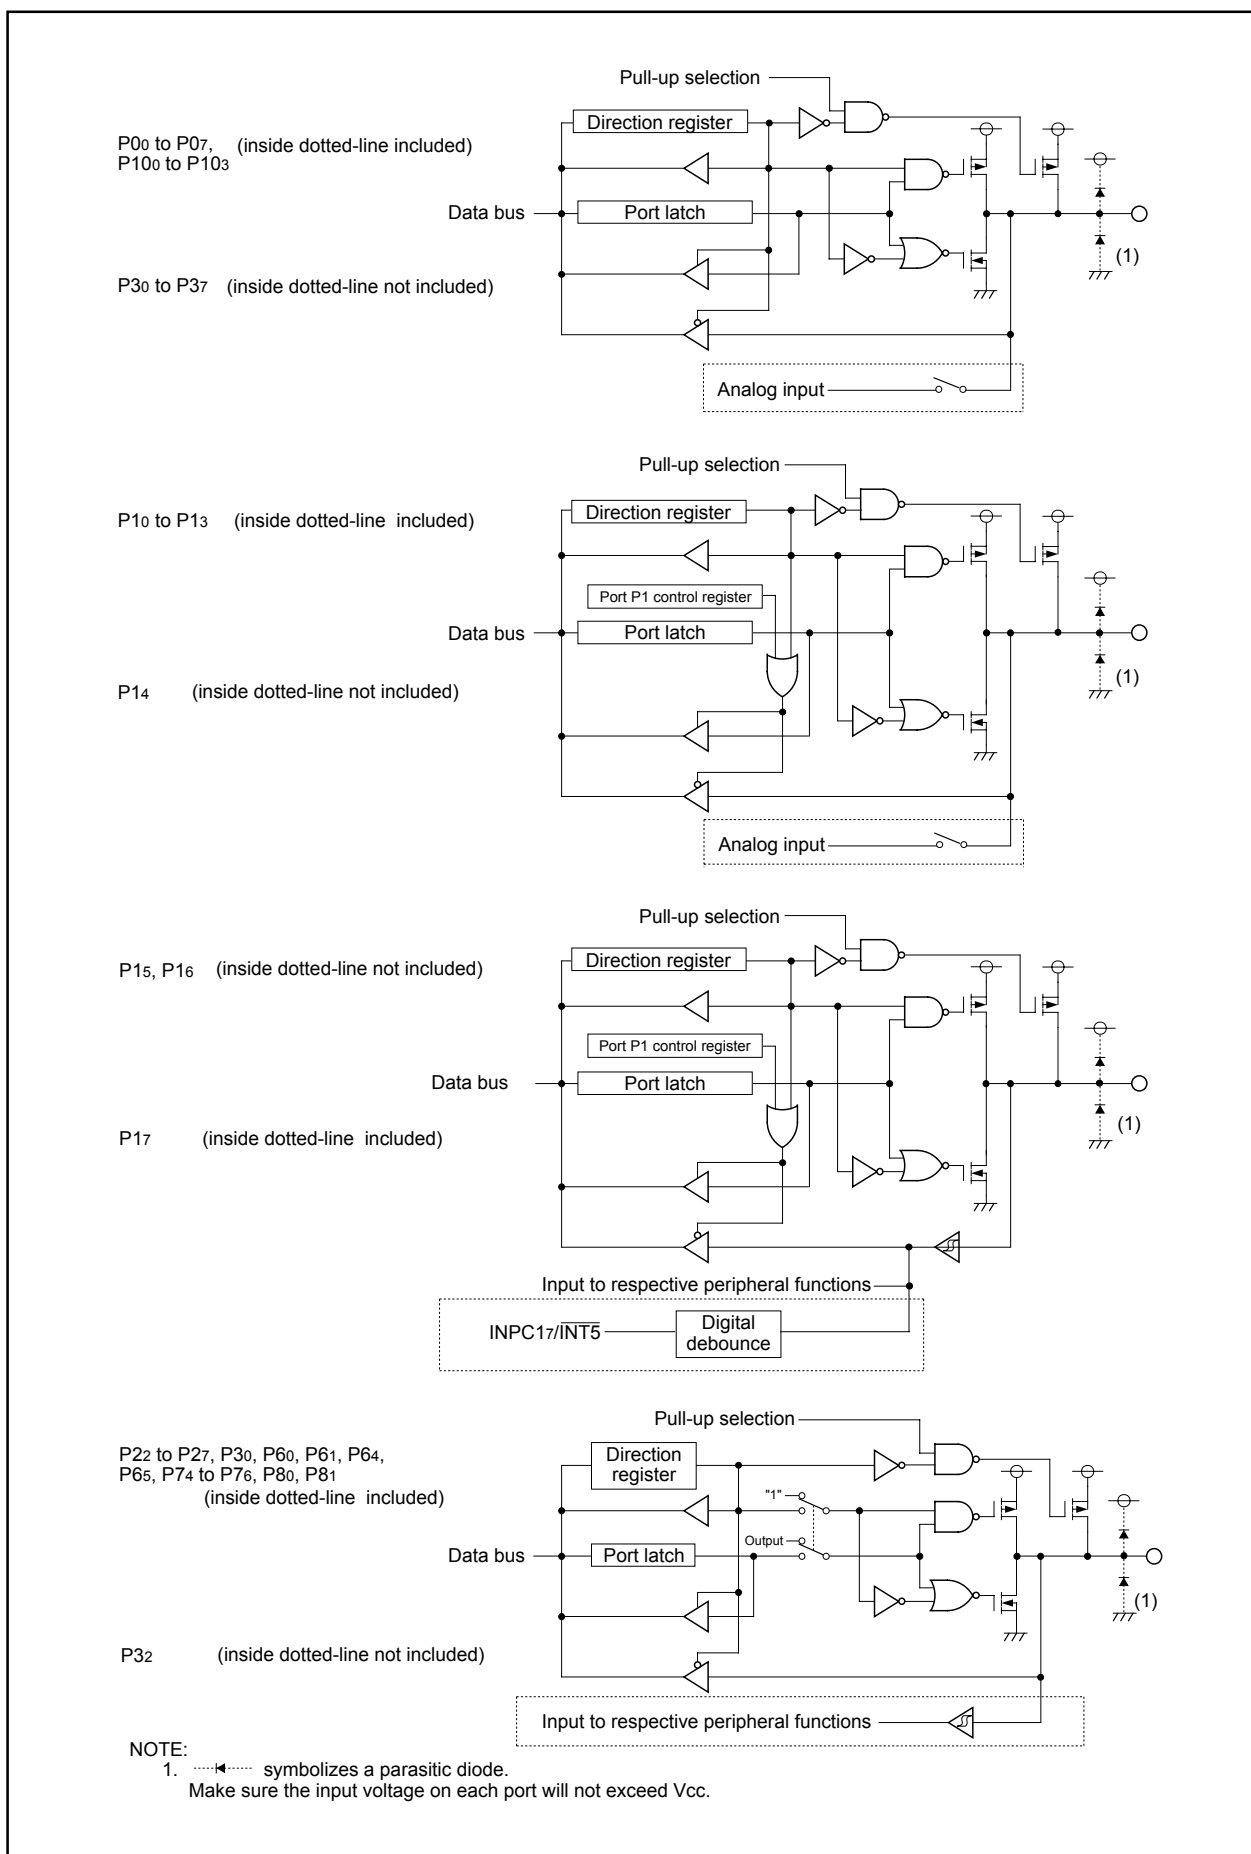 Pull-up selection
Direction register
P00 to P07, (inside dotted-line included)
P100 to P103
Data bus
Port latch
(1)
P30 to P37 (inside dotted-line not included)
Analog input
Pull-up selection
P10 to P13 (inside dotted-line included)
Direction register
Port P1 control register
Data bus
Port latch
(1)
P14 (inside dotted-line not included)
Analog input
Pull-up selection
P15, P16 (inside dotted-line not included)
Direction register
Port P1 control register
Data bus
Port latch
(1)
P17 (inside dotted-line included)
Input to respective peripheral functions
INPC17/INT5
Digital
debounce
Pull-up selection
P22 to P27, P30, P60, P61, P64,
P65, P74 to P76, P80, P81
(inside dotted-line included)
Direction
register
"1"
Output
Data bus
Port latch
(1)
P32 (inside dotted-line not included)
Input to respective peripheral functions
NOTE:
1. symbolizes a parasitic diode.
Make sure the input voltage on each port will not exceed Vcc.